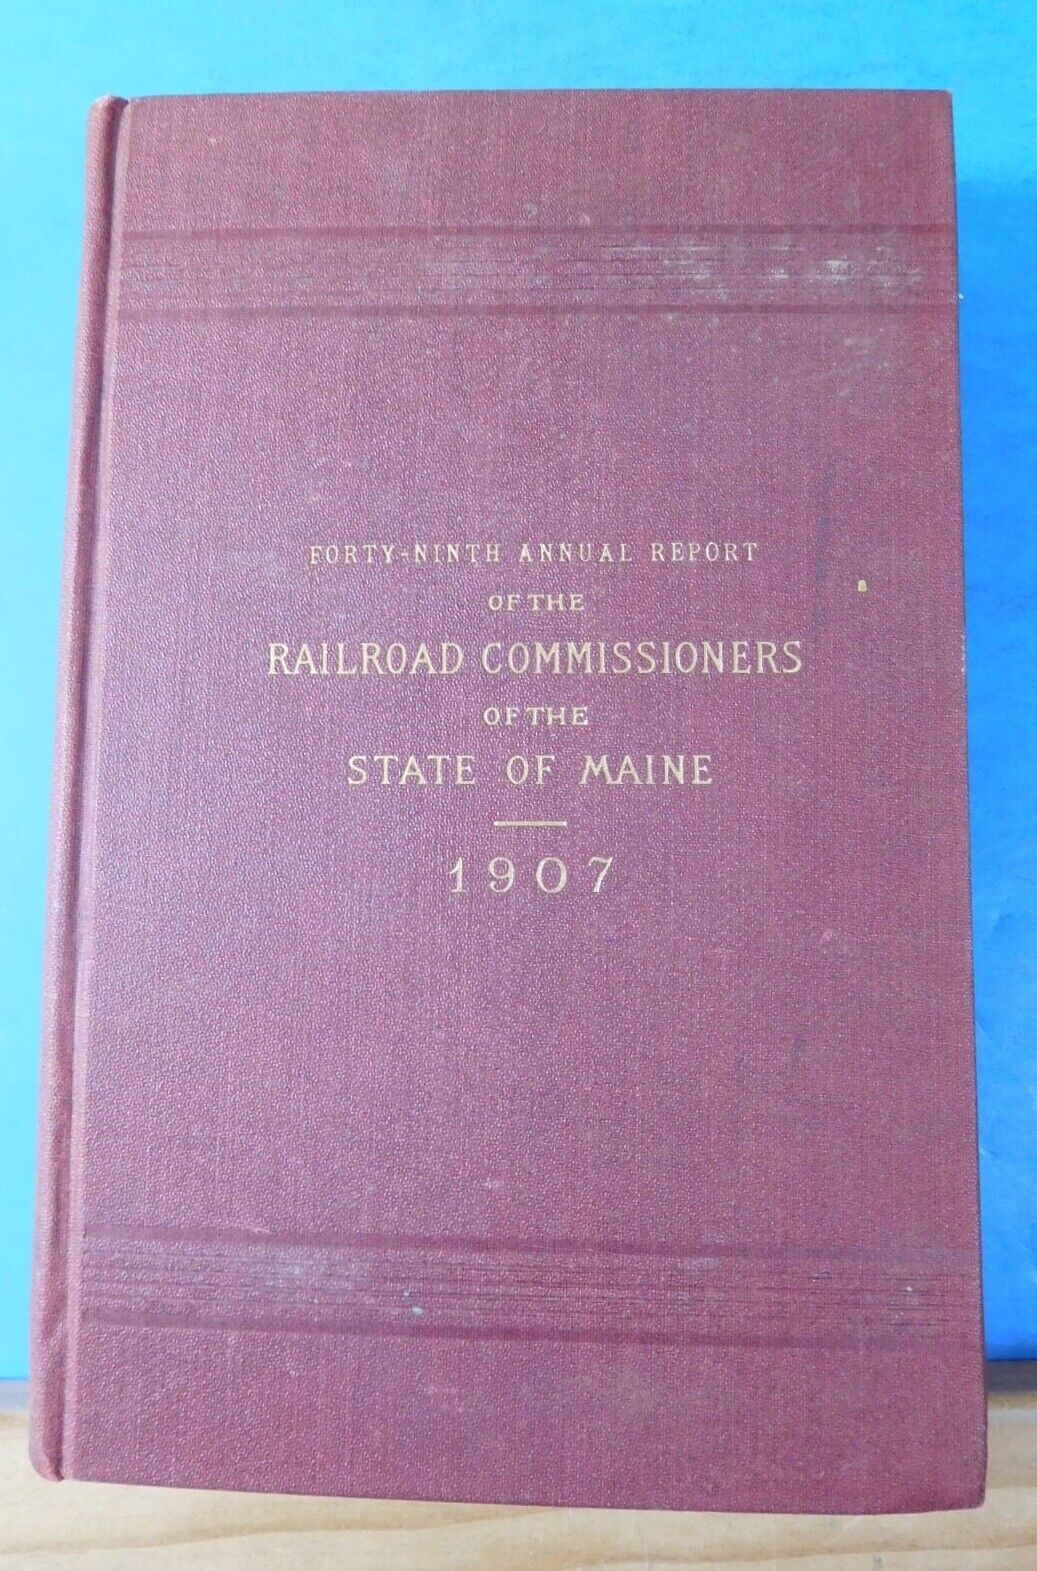 FORTY-NINTH ANNUAL REPORT
OF THE
RAILROAD COMMISSIONERS
OF THE
STATE OF MAINE
1907